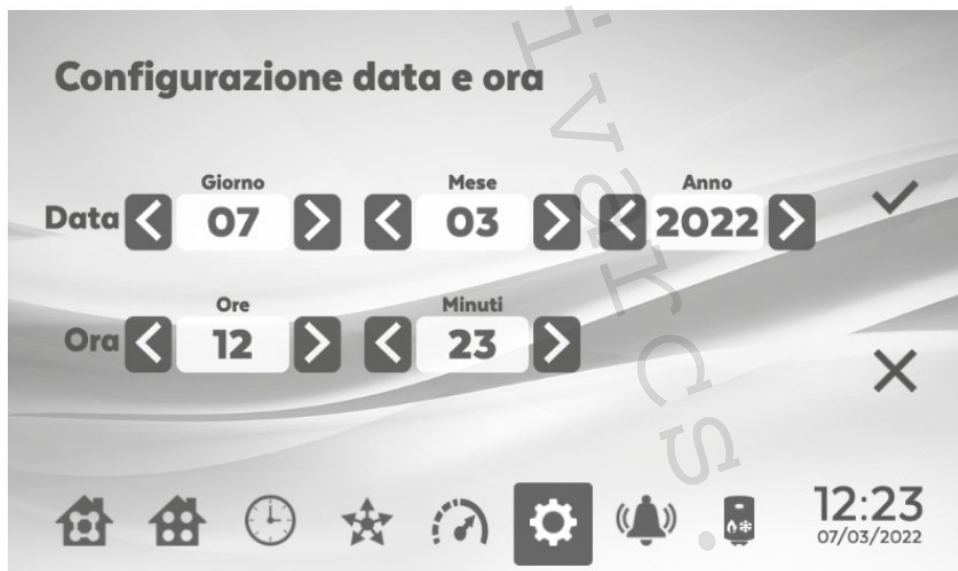 Configurazione data e ora
Giorno Mese Anno
Data 07 03 2022
Ore Minuti
Ora 12 23
12:23
07/03/2022